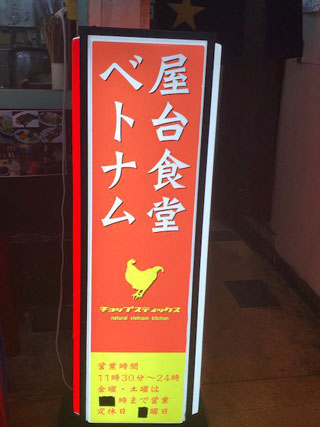 屋台食堂
ベトナム
チョップスティックス
natural vietnam kitchen
営業時間
11時30分〜24時
金曜・土曜は
時まで営業
定休日 曜日